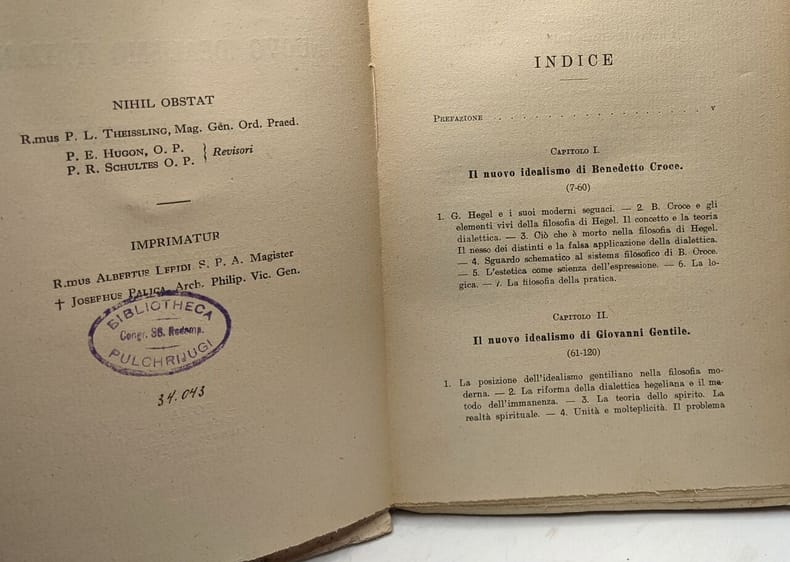 NIHIL OBSTAT
R.mus P. L. Theissling, Mag. Gen. Ord. Praed.
P. E. Hugon, O. P.
P. R. Schultes O. P. } Revisori
IMPRIMATUR
R.mus Albertus Lepidi S. P. A. Magister
† Josephus Palica, Arch. Philip. Vic. Gen.
BIBLIOTHECA
Congr. SS. Redemp.
PULCHRIJUGI
34.043
INDICE
Prefazione . . . . . . . . . . . . . . . . . v
Capitolo I.
Il nuovo idealismo di Benedetto Croce.
(7-60)
1. G. Hegel e i suoi moderni seguaci. — 2. B. Croce e gli
elementi vivi della filosofia di Hegel. Il concetto e la teoria
dialettica. — 3. Ciò che è morto nella filosofia di Hegel.
Il nesso dei distinti e la falsa applicazione della dialettica.
— 4. Sguardo schematico al sistema filosofico di B. Croce.
— 5. L'estetica come scienza dell'espressione. — 6. La lo-
gica. — 7. La filosofia della pratica.
Capitolo II.
Il nuovo idealismo di Giovanni Gentile.
(61-120)
1. La posizione dell'idealismo gentiliano nella filosofia mo-
derna. — 2. La riforma della dialettica hegeliana e il me-
todo dell'immanenza. — 3. La teoria dello spirito. La
realtà spirituale. — 4. Unità e molteplicità. Il problema